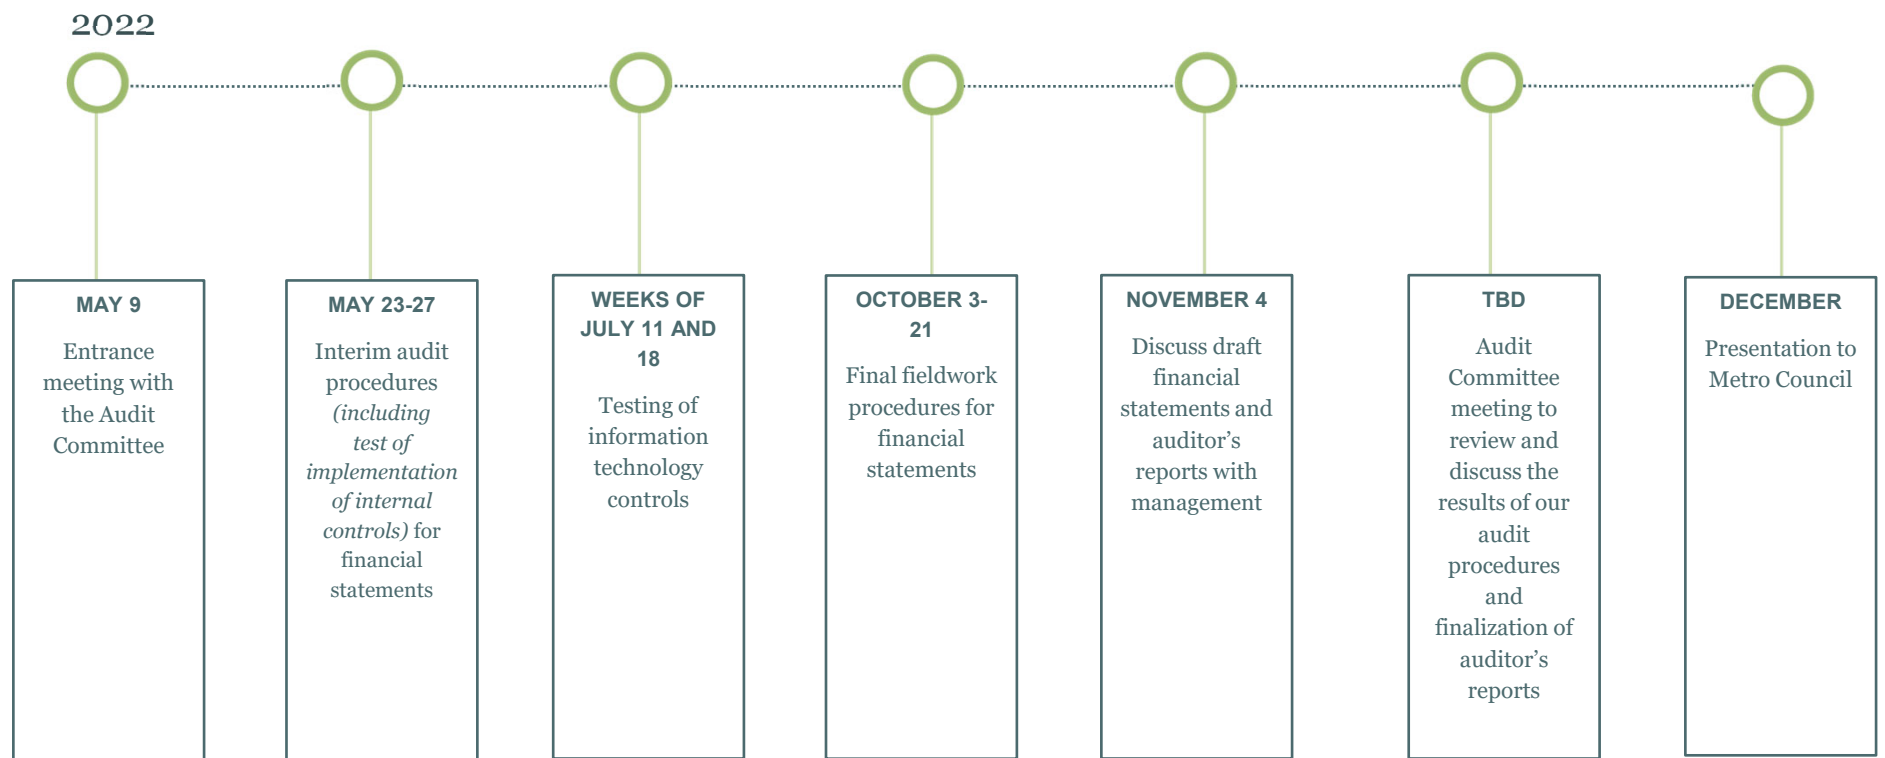 2022
MAY 9
Entrance
meeting with
the Audit
Committee
MAY 23-27
Interim audit
procedures
(including
test of
implementation
of internal
controls) for
financial
statements
WEEKS OF
JULY 11 AND
18
Testing of
information
technology
controls
OCTOBER 3-
21
Final fieldwork
procedures for
financial
statements
NOVEMBER 4
Discuss draft
financial
statements and
auditor’s
reports with
management
TBD
Audit
Committee
meeting to
review and
discuss the
results of our
audit
procedures
and
finalization of
auditor’s
reports
DECEMBER
Presentation to
Metro Council